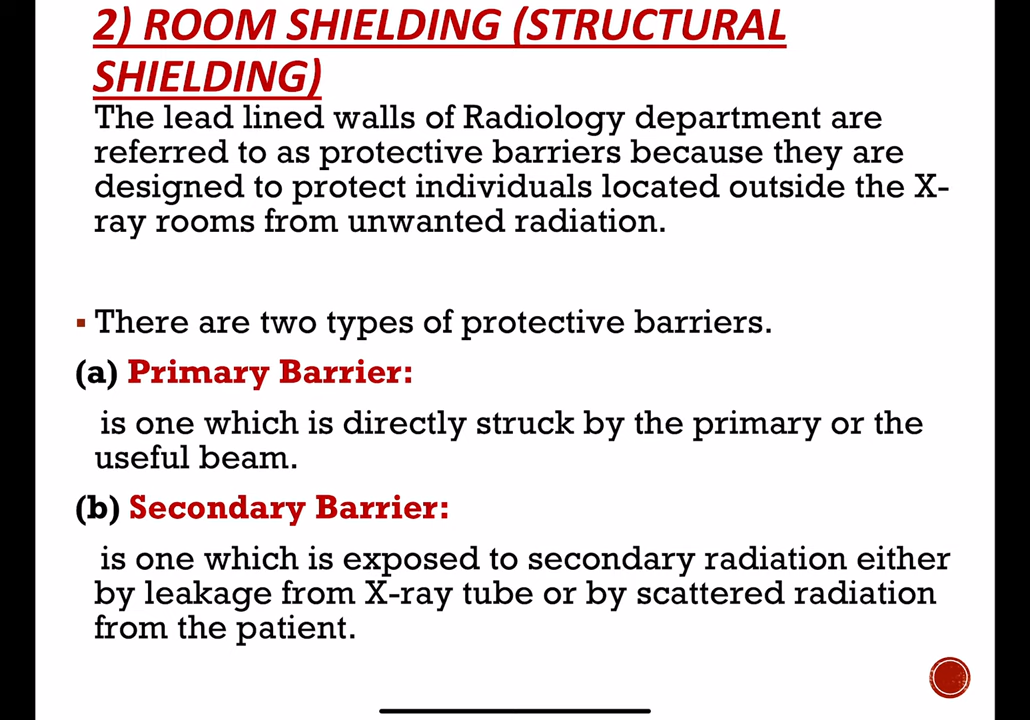 2) ROOM SHIELDING (STRUCTURAL
SHIELDING)
The lead lined walls of Radiology department are
referred to as protective barriers because they are
designed to protect individuals located outside the X-
ray rooms from unwanted radiation.
▪ There are two types of protective barriers.
(a) Primary Barrier:
is one which is directly struck by the primary or the
useful beam.
(b) Secondary Barrier:
is one which is exposed to secondary radiation either
by leakage from X-ray tube or by scattered radiation
from the patient.